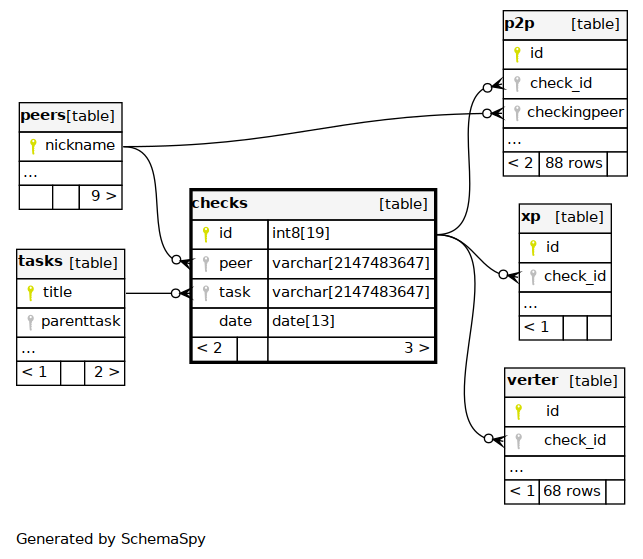 peers [table]
nickname
...
9 >
tasks [table]
title
parenttask
...
< 1 2 >
checks [table]
id int8[19]
peer varchar[2147483647]
task varchar[2147483647]
date date[13]
< 2 3 >
p2p [table]
id
check_id
checkingpeer
...
< 2 88 rows
xp [table]
id
check_id
...
< 1
verter [table]
id
check_id
...
< 1 68 rows
Generated by SchemaSpy